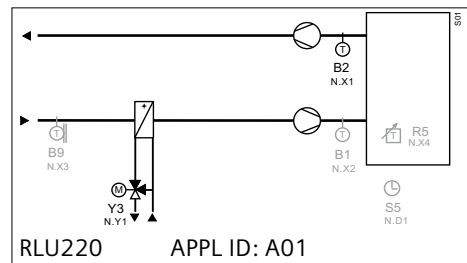 S01
T
B2
N.X1
T
B9
N.X3
T
B1
N.X2
T
R5
N.X4
M
Y3
N.Y1
S5
N.D1
RLU220 APPL ID: A01